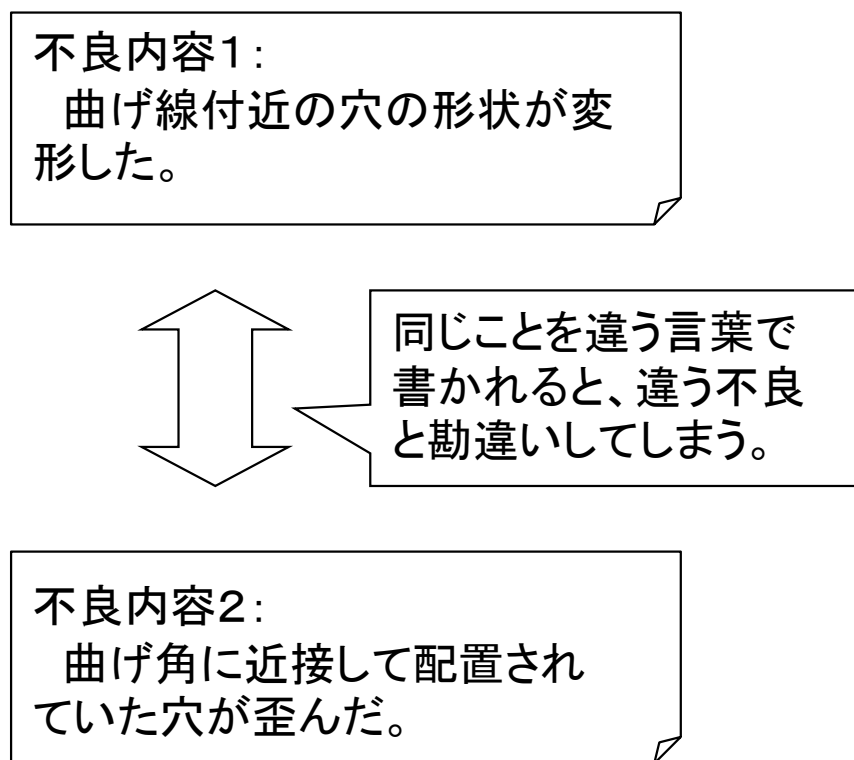 不良内容１：
曲げ線付近の穴の形状が変
形した。
同じことを違う言葉で
書かれると、違う不良
と勘違いしてしまう。
不良内容２：
曲げ角に近接して配置され
ていた穴が歪んだ。